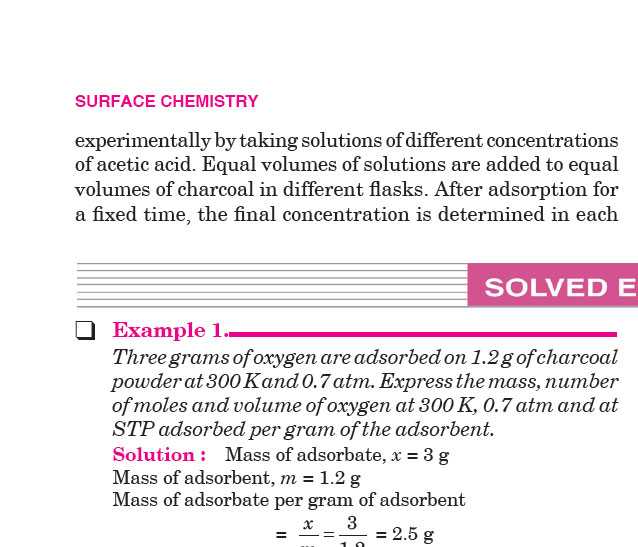 SURFACE CHEMISTRY
experimentally by taking solutions of different concentrations
of acetic acid. Equal volumes of solutions are added to equal
volumes of charcoal in different flasks. After adsorption for
a fixed time, the final concentration is determined in each
SOLVED E
Example 1.
Three grams of oxygen are adsorbed on 1.2 g of charcoal
powder at 300 K and 0.7 atm. Express the mass, number
of moles and volume of oxygen at 300 K, 0.7 atm and at
STP adsorbed per gram of the adsorbent.
Solution : Mass of adsorbate, x = 3 g
Mass of adsorbent, m = 1.2 g
Mass of adsorbate per gram of adsorbent
= x/m = 3/1.2 = 2.5 g